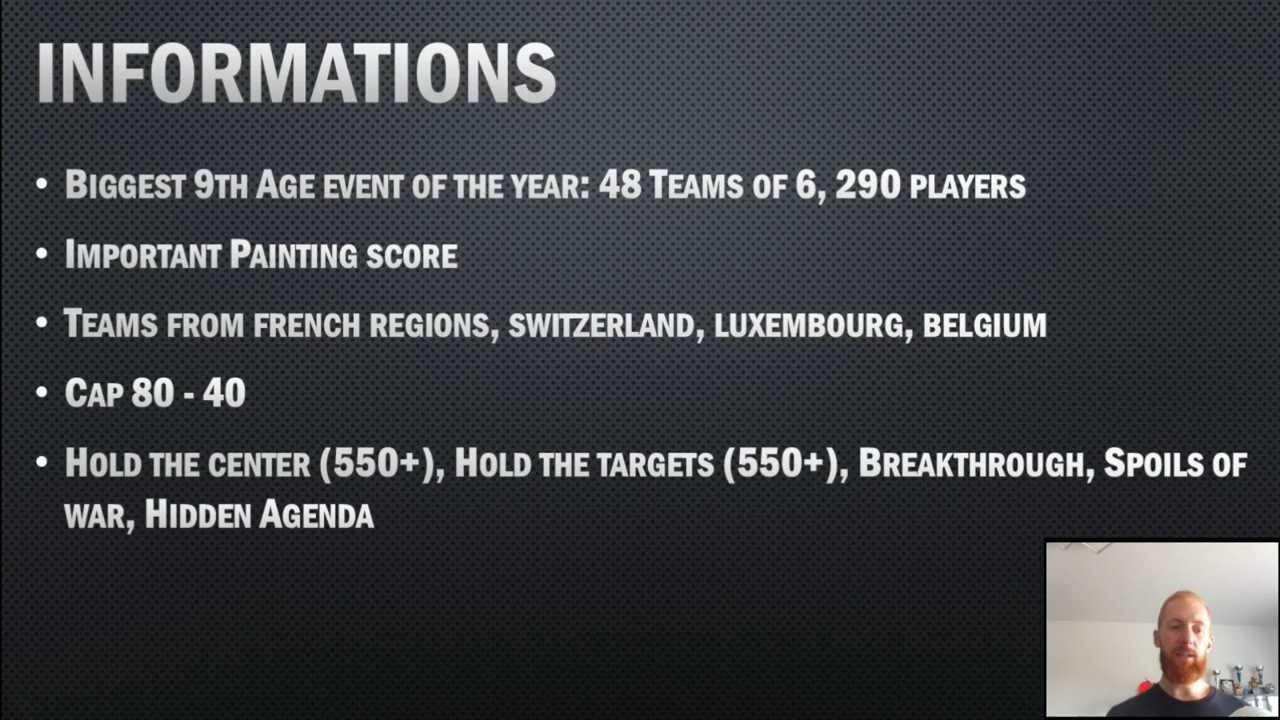 INFORMATIONS
• BIGGEST 9TH AGE EVENT OF THE YEAR: 48 TEAMS OF 6, 290 PLAYERS
• IMPORTANT PAINTING SCORE
• TEAMS FROM FRENCH REGIONS, SWITZERLAND, LUXEMBOURG, BELGIUM
• CAP 80 - 40
• HOLD THE CENTER (550+), HOLD THE TARGETS (550+), BREAKTHROUGH, SPOILS OF
WAR, HIDDEN AGENDA